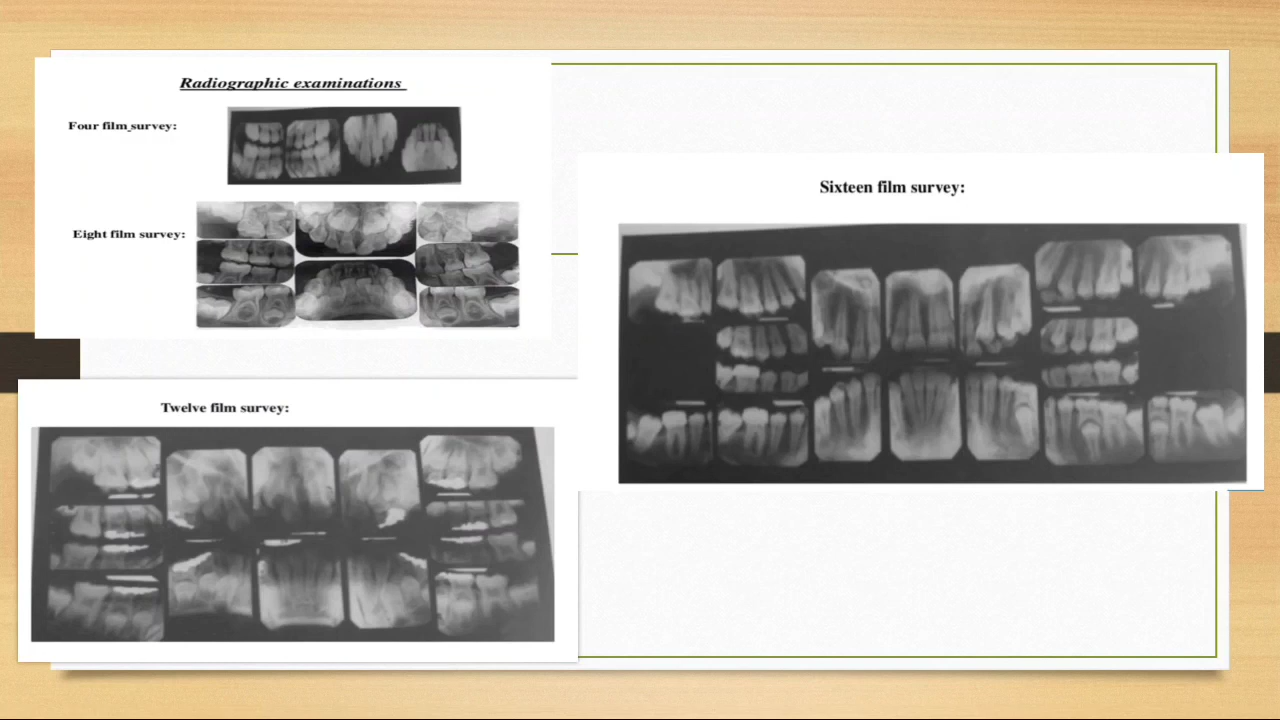 Radiographic examinations
Four film survey:
Eight film survey:
Twelve film survey:
Sixteen film survey: